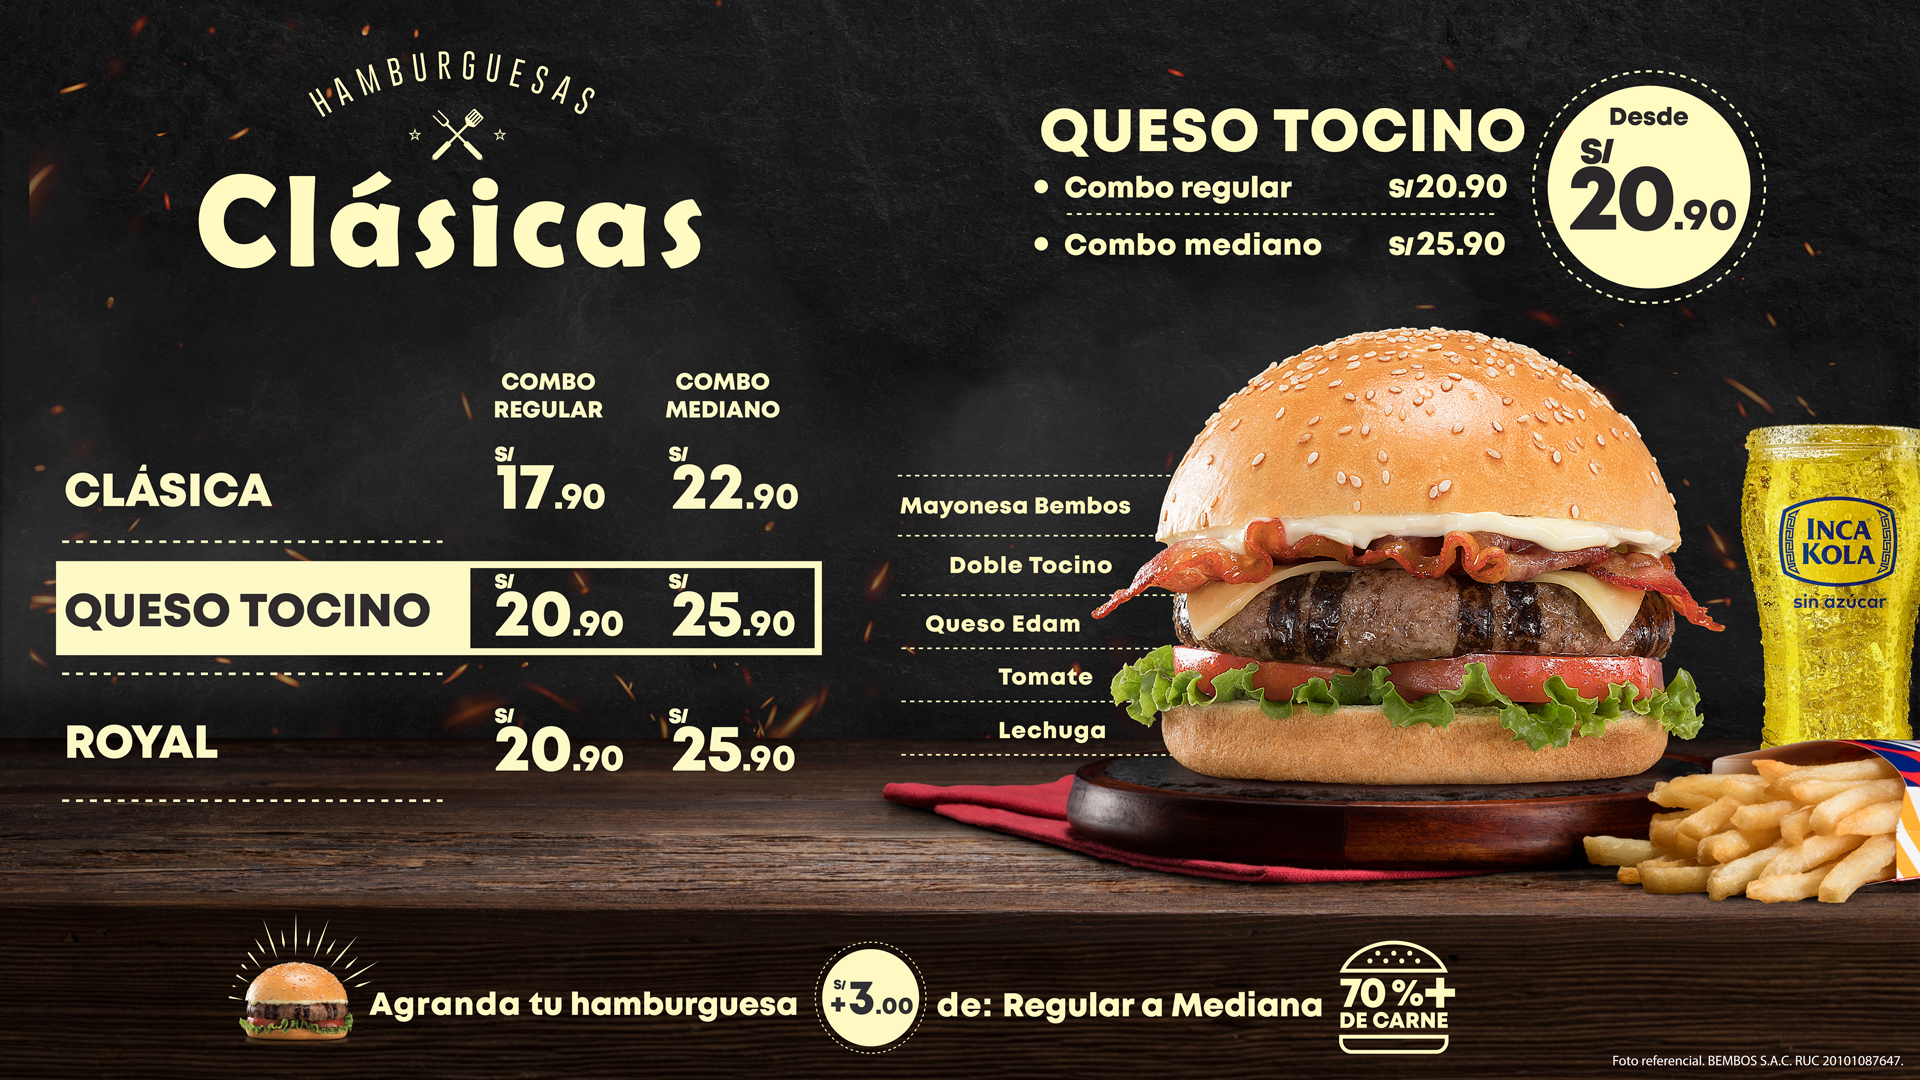 HAMBURGUESAS
Clásicas
COMBO REGULAR
COMBO MEDIANO
CLÁSICA S/17.90 S/22.90
QUESO TOCINO S/20.90 S/25.90
ROYAL S/20.90 S/25.90
QUESO TOCINO
• Combo regular S/20.90
• Combo mediano S/25.90
Desde
S/
20.90
Mayonesa Bembos
Doble Tocino
Queso Edam
Tomate
Lechuga
INCA
KOLA
sin azúcar
Agranda tu hamburguesa S/+3.00 de: Regular a Mediana
70%+
DE CARNE
Foto referencial. BEMBOS S.A.C. RUC 20101087647.